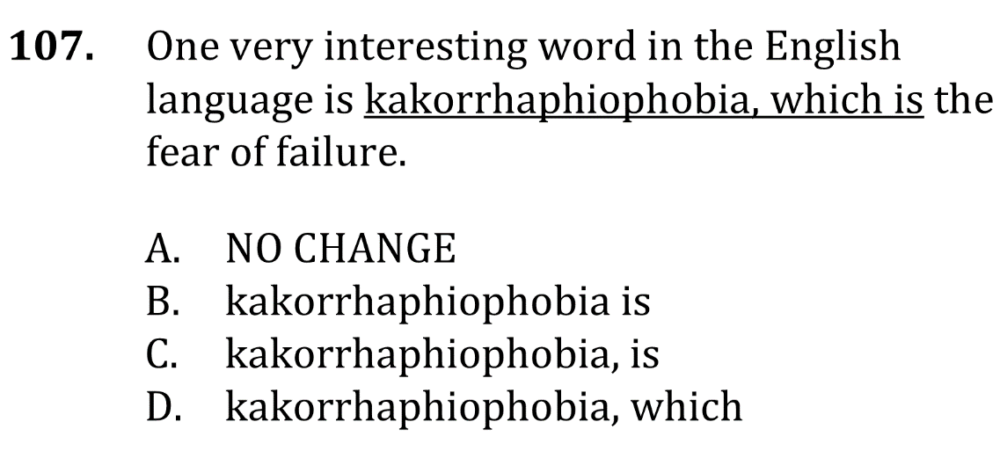 107. One very interesting word in the English
language is kakorrhaphiophobia, which is the
fear of failure.
A. NO CHANGE
B. kakorrhaphiophobia is
C. kakorrhaphiophobia, is
D. kakorrhaphiophobia, which